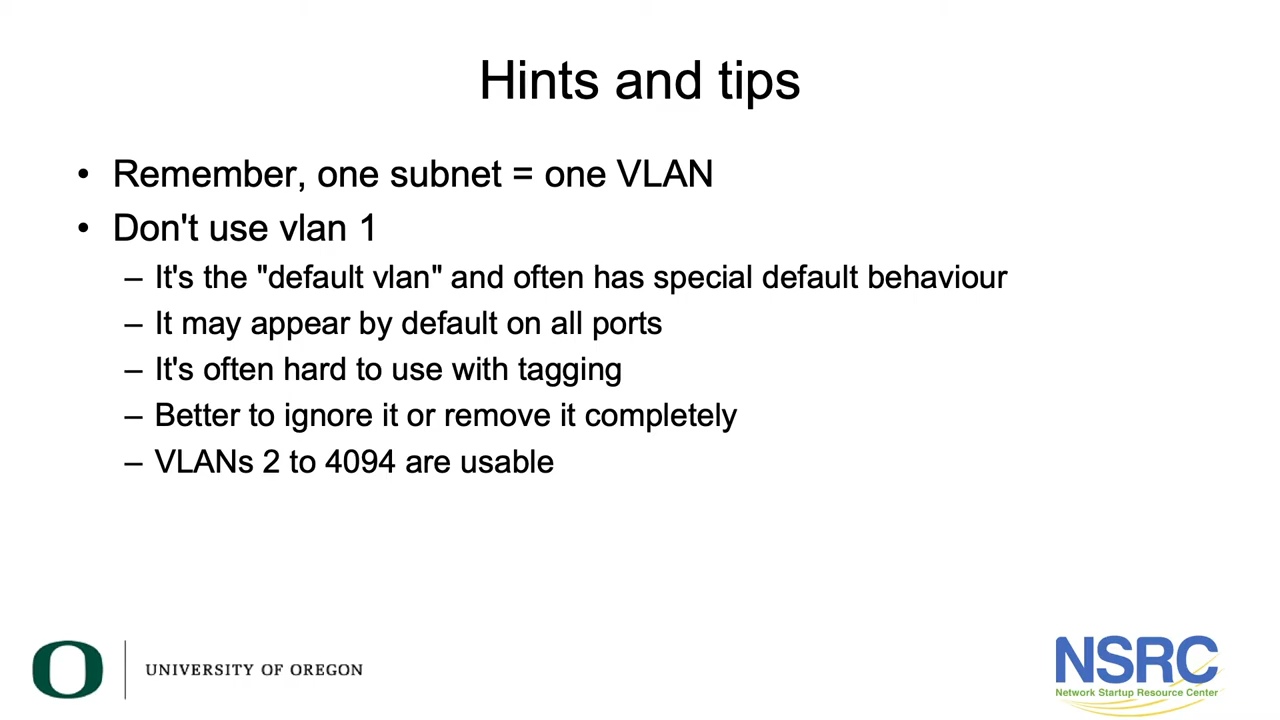 Hints and tips
• Remember, one subnet = one VLAN
• Don't use vlan 1
– It's the "default vlan" and often has special default behaviour
– It may appear by default on all ports
– It's often hard to use with tagging
– Better to ignore it or remove it completely
– VLANs 2 to 4094 are usable
O
UNIVERSITY OF OREGON
NSRC
Network Startup Resource Center